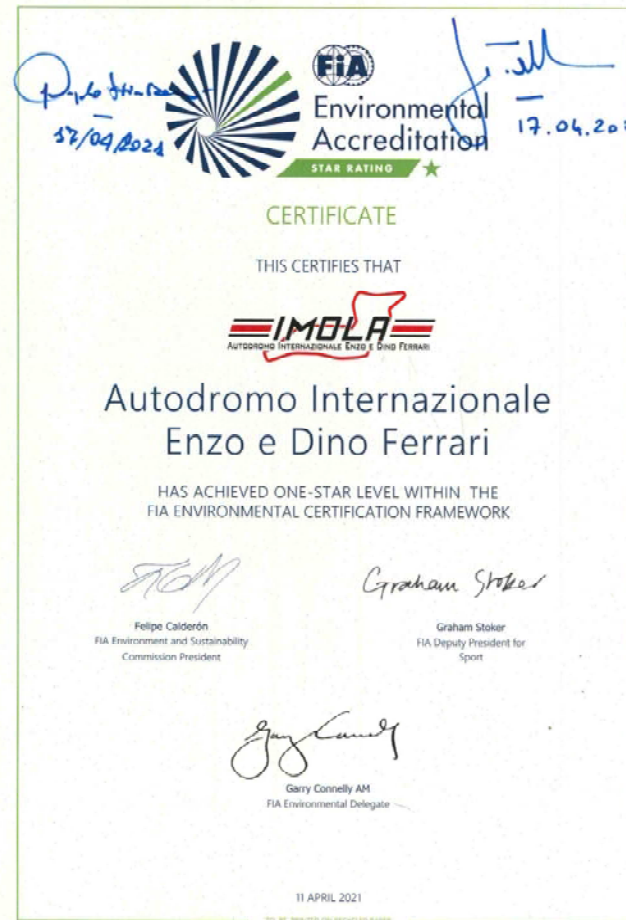 FiA
Environmental
Accreditation
STAR RATING
17/04/2021
17.04.20
CERTIFICATE
THIS CERTIFIES THAT
IMOLA
AUTODROMO INTERNAZIONALE ENZO E DINO FERRARI
Autodromo Internazionale
Enzo e Dino Ferrari
HAS ACHIEVED ONE-STAR LEVEL WITHIN THE
FIA ENVIRONMENTAL CERTIFICATION FRAMEWORK
Graham Stoker
Felipe Calderón
FIA Environment and Sustainability
Commission President
Graham Stoker
FIA Deputy President for
Sport
Garry Connelly AM
FIA Environmental Delegate
11 APRIL 2021